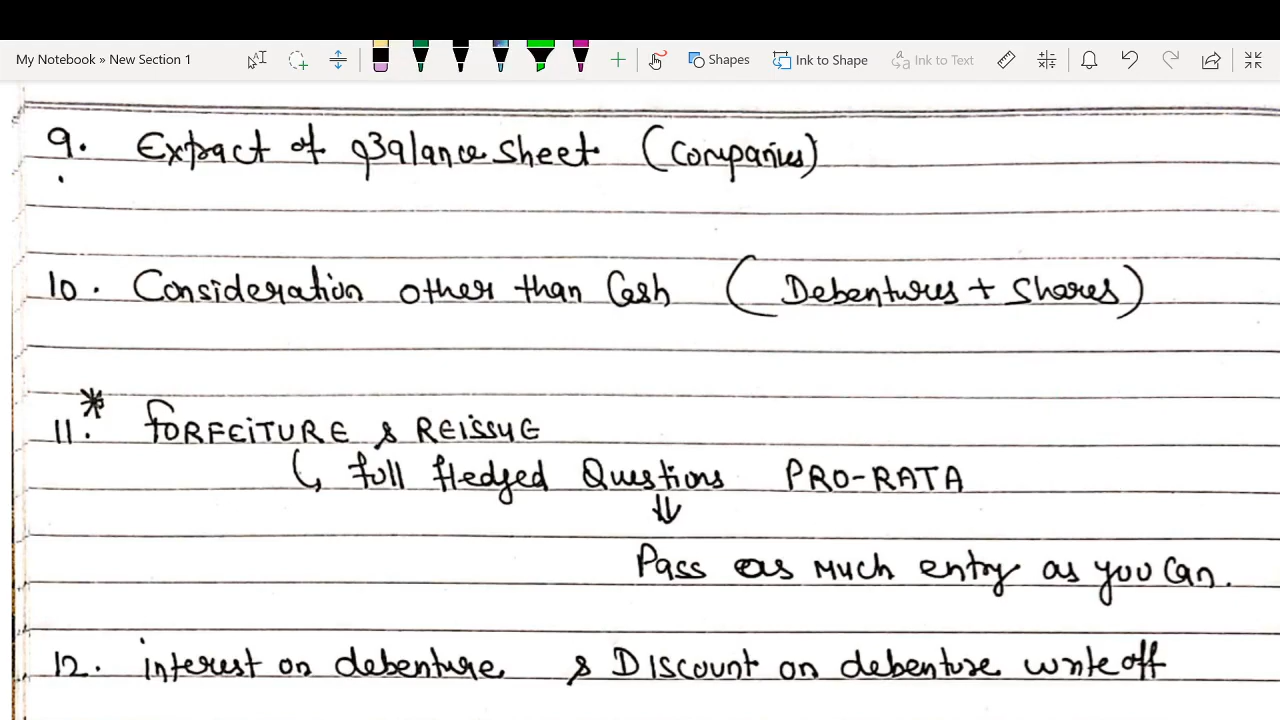 My Notebook » New Section 1 Shapes Ink to Shape Ink to Text
9. Extract of Balance Sheet (Companies)
10. Consideration other than Cash (Debentures + Shares)
11.* FORFEITURE & REISSUE
↳ full fledged Questions PRO-RATA
⇓
Pass as much entry as you can.
12. interest on debenture & Discount on debenture write off